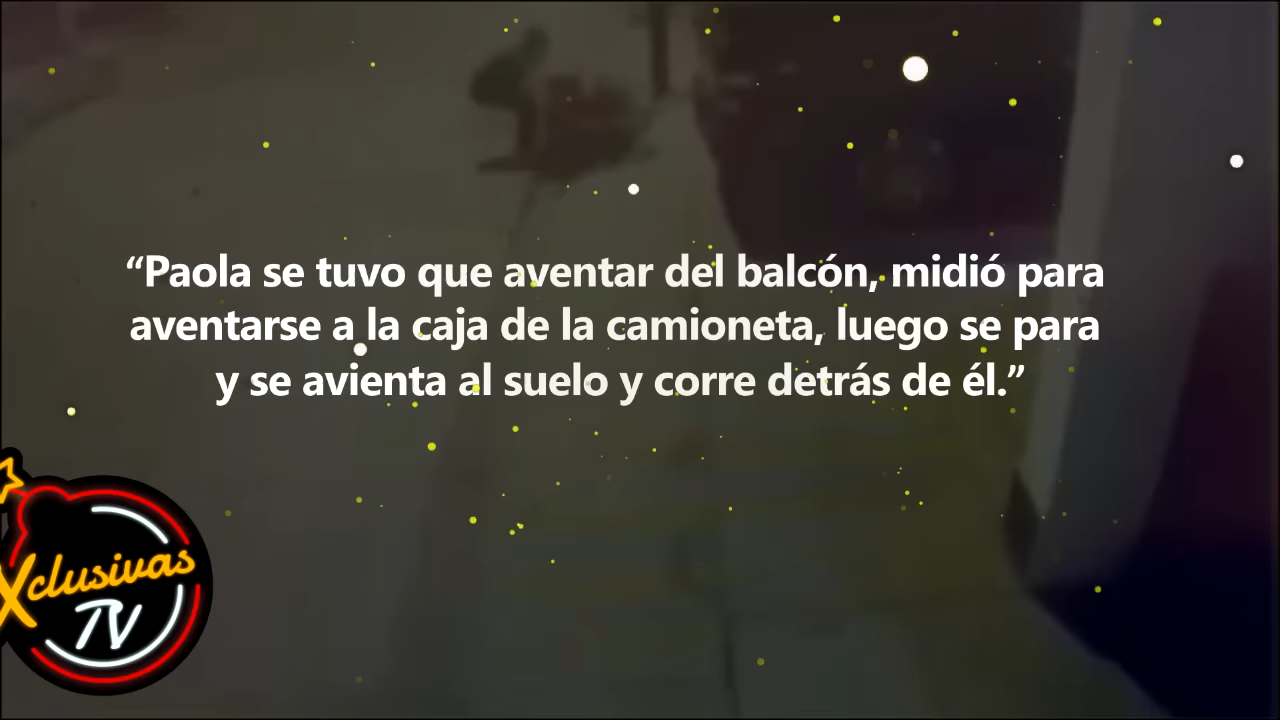 “Paola se tuvo que aventar del balcón, midió para
aventarse a la caja de la camioneta, luego se para
y se avienta al suelo y corre detrás de él.”
Xclusivas
TV